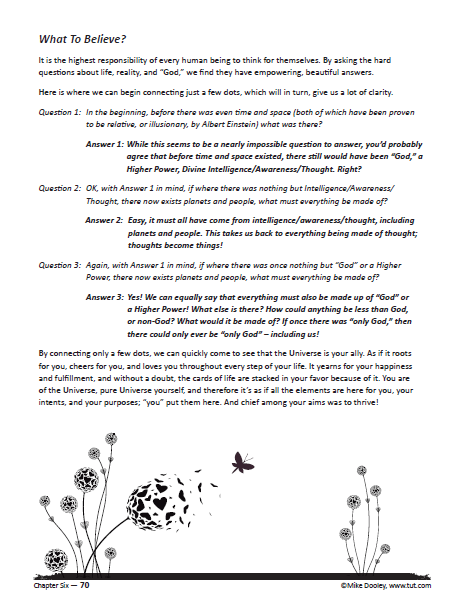 What To Believe?
It is the highest responsibility of every human being to think for themselves. By asking the hard
questions about life, reality, and "God," we find they have empowering, beautiful answers.
Here is where we can begin connecting just a few dots, which will in turn, give us a lot of clarity.
Question 1: In the beginning, before there was even time and space (both of which have been proven
to be relative, or illusionary, by Albert Einstein) what was there?
Answer 1: While this seems to be a nearly impossible question to answer, you'd probably
agree that before time and space existed, there still would have been "God," a
Higher Power, Divine Intelligence/Awareness/Thought. Right?
Question 2: OK, with Answer 1 in mind, if where there was nothing but Intelligence/Awareness/
Thought, there now exists planets and people, what must everything be made of?
Answer 2: Easy, it must all have come from intelligence/awareness/thought, including
planets and people. This takes us back to everything being made of thought;
thoughts become things!
Question 3: Again, with Answer 1 in mind, if where there was once nothing but "God" or a Higher
Power, there now exists planets and people, what must everything be made of?
Answer 3: Yes! We can equally say that everything must also be made up of "God" or
a Higher Power! What else is there? How could anything be less than God,
or non-God? What would it be made of? If once there was "only God," then
there could only ever be "only God" – including us!
By connecting only a few dots, we can quickly come to see that the Universe is your ally. As if it roots
for you, cheers for you, and loves you throughout every step of your life. It yearns for your happiness
and fulfillment, and without a doubt, the cards of life are stacked in your favor because of it. You are
of the Universe, pure Universe yourself, and therefore it's as if all the elements are here for you, your
intents, and your purposes; "you" put them here. And chief among your aims was to thrive!
Chapter Six — 70 ©Mike Dooley, www.tut.com